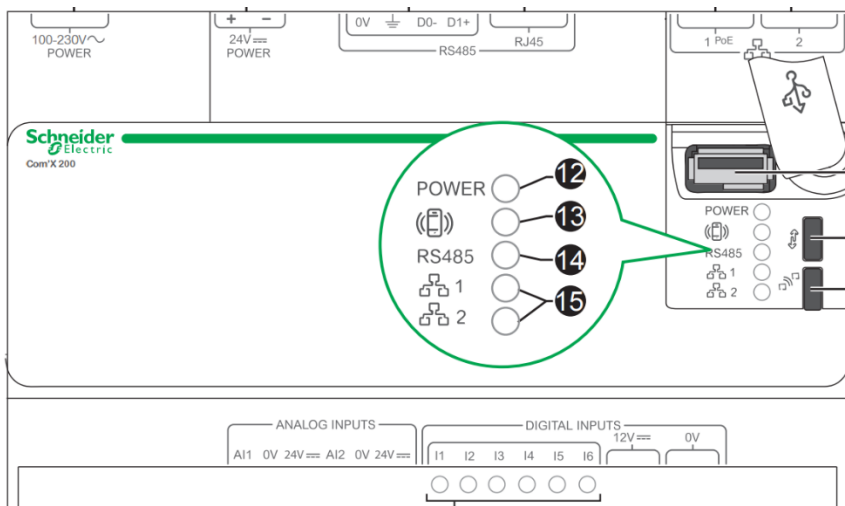 100-230V
POWER
+ −
24V
POWER
0V D0- D1+
RS485
RJ45
1 PoE 2
Schneider
Electric
Com'X 200
POWER 12
13
RS485 14
1
2
15
POWER
RS485
1
2
ANALOG INPUTS
AI1 0V 24V AI2 0V 24V
DIGITAL INPUTS
I1 I2 I3 I4 I5 I6
12V 0V